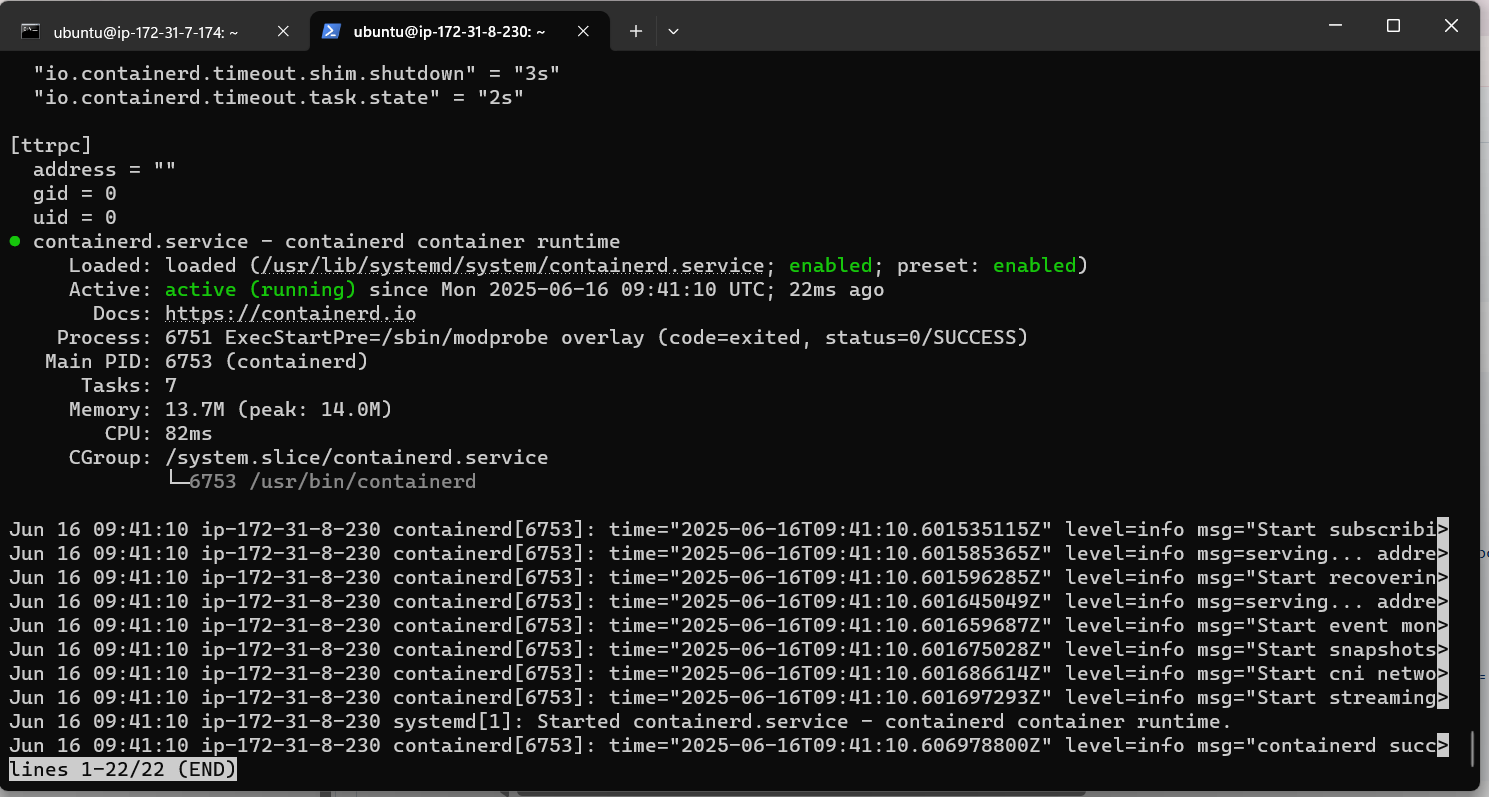 ubuntu@ip-172-31-7-174: ~
ubuntu@ip-172-31-8-230: ~
"io.containerd.timeout.shim.shutdown" = "3s"
"io.containerd.timeout.task.state" = "2s"
[ttrpc]
address = ""
gid = 0
uid = 0
● containerd.service - containerd container runtime
Loaded: loaded (/usr/lib/systemd/system/containerd.service; enabled; preset: enabled)
Active: active (running) since Mon 2025-06-16 09:41:10 UTC; 22ms ago
Docs: https://containerd.io
Process: 6751 ExecStartPre=/sbin/modprobe overlay (code=exited, status=0/SUCCESS)
Main PID: 6753 (containerd)
Tasks: 7
Memory: 13.7M (peak: 14.0M)
CPU: 82ms
CGroup: /system.slice/containerd.service
└─6753 /usr/bin/containerd
Jun 16 09:41:10 ip-172-31-8-230 containerd[6753]: time="2025-06-16T09:41:10.601535115Z" level=info msg="Start subscribi>
Jun 16 09:41:10 ip-172-31-8-230 containerd[6753]: time="2025-06-16T09:41:10.601585365Z" level=info msg=serving... addre>
Jun 16 09:41:10 ip-172-31-8-230 containerd[6753]: time="2025-06-16T09:41:10.601596285Z" level=info msg="Start recoverin>
Jun 16 09:41:10 ip-172-31-8-230 containerd[6753]: time="2025-06-16T09:41:10.601645049Z" level=info msg=serving... addre>
Jun 16 09:41:10 ip-172-31-8-230 containerd[6753]: time="2025-06-16T09:41:10.601659687Z" level=info msg="Start event mon>
Jun 16 09:41:10 ip-172-31-8-230 containerd[6753]: time="2025-06-16T09:41:10.601675028Z" level=info msg="Start snapshots>
Jun 16 09:41:10 ip-172-31-8-230 containerd[6753]: time="2025-06-16T09:41:10.601686614Z" level=info msg="Start cni netwo>
Jun 16 09:41:10 ip-172-31-8-230 containerd[6753]: time="2025-06-16T09:41:10.601697293Z" level=info msg="Start streaming>
Jun 16 09:41:10 ip-172-31-8-230 systemd[1]: Started containerd.service - containerd container runtime.
Jun 16 09:41:10 ip-172-31-8-230 containerd[6753]: time="2025-06-16T09:41:10.606978800Z" level=info msg="containerd succ>
lines 1-22/22 (END)